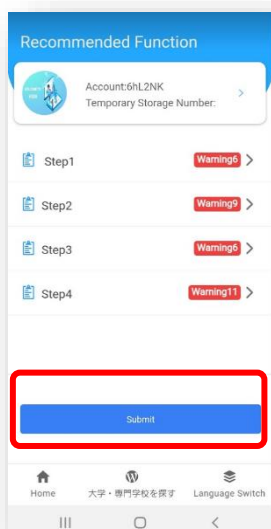 Recommended Function
Account:6hL2NK
Temporary Storage Number:
Step1
Warning6
Step2
Warning9
Step3
Warning6
Step4
Warning11
Submit
Home
大学・専門学校を探す
Language Switch